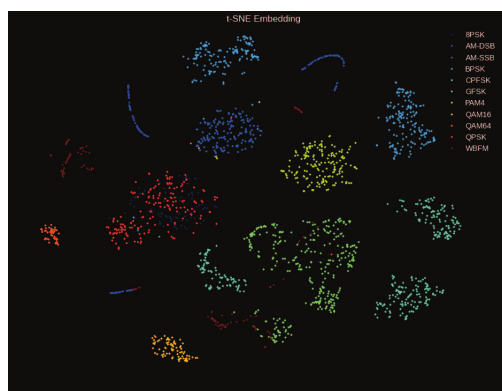 t-SNE Embedding
8PSK
AM-DSB
AM-SSB
BPSK
CPFSK
GFSK
PAM4
QAM16
QAM64
QPSK
WBFM